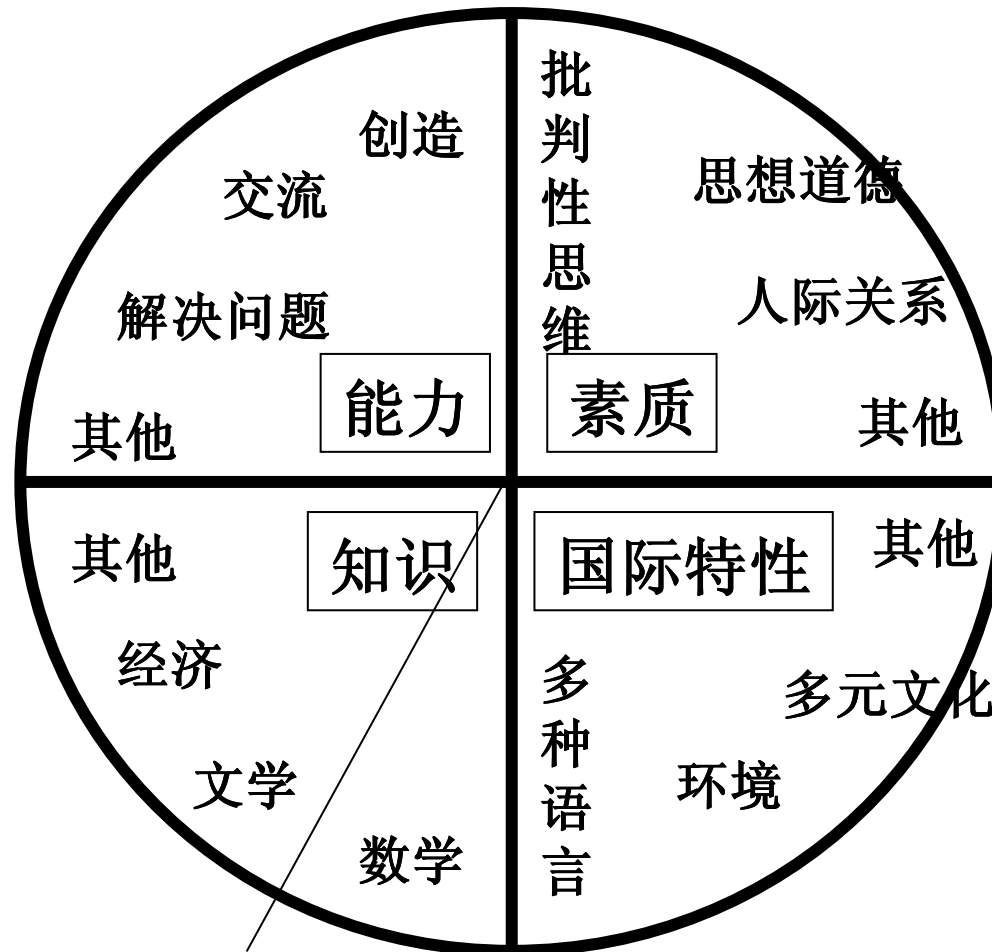 创造
交流
解决问题
其他
能力
批判性思维
思想道德
人际关系
其他
素质
其他
知识
经济
文学
数学
国际特性
其他
多元文化
环境
多种语言